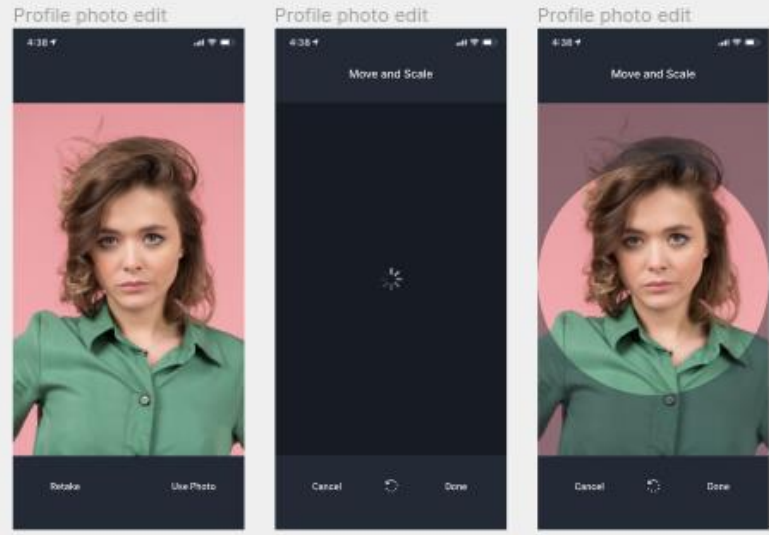 Profile photo edit
4:38
Retake
Use Photo
Profile photo edit
4:38
Move and Scale
Cancel
Done
Profile photo edit
4:38
Move and Scale
Cancel
Done